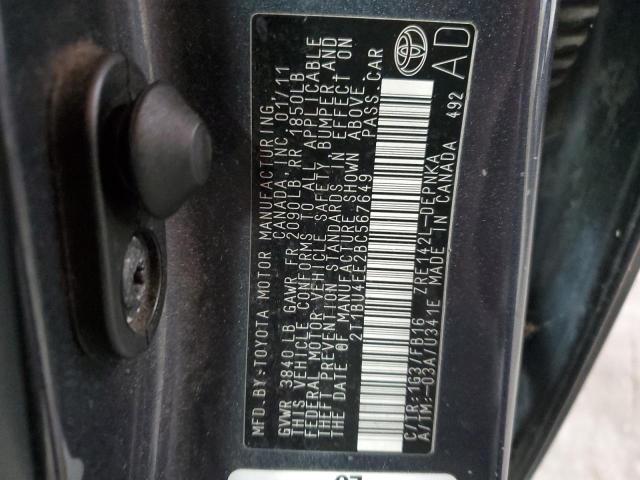 MFD.BY:TOYOTA MOTOR MANUFACTURING
CANADA, INC. 01/11
GVWR 3840 LB GAWR FR 2090LB RR 1850LB
THIS VEHICLE CONFORMS TO ALL APPLICABLE
FEDERAL MOTOR VEHICLE SAFETY, BUMPER, AND
THEFT PREVENTION STANDARDS IN EFFECT ON
THE DATE OF MANUFACTURE SHOWN ABOVE.
2T1BU4EE2BC567649 PASS.CAR
C/TR:1G3/FB16 ZRE142L-DEPNKA
A/TM:-03A/U341E MADE IN CANADA 492
AD